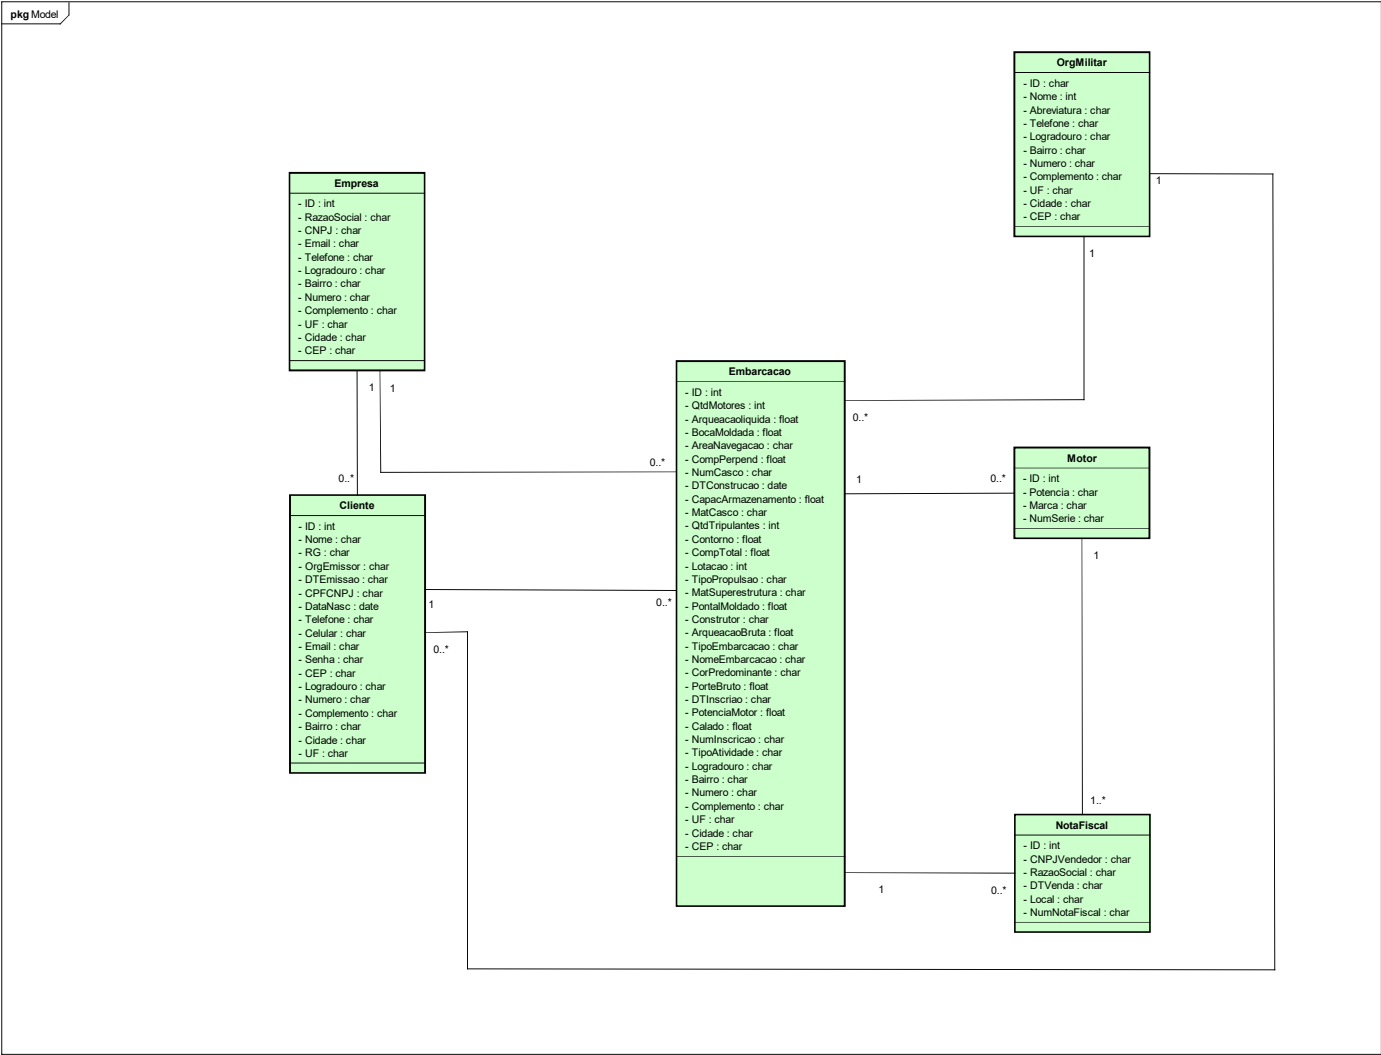 pkg Model
OrgMilitar
- ID : char
- Nome : int
- Abreviatura : char
- Telefone : char
- Logradouro : char
- Bairro : char
- Numero : char
- Complemento : char
- UF : char
- Cidade : char
- CEP : char
1
1
Empresa
- ID : int
- RazaoSocial : char
- CNPJ : char
- Email : char
- Telefone : char
- Logradouro : char
- Bairro : char
- Numero : char
- Complemento : char
- UF : char
- Cidade : char
- CEP : char
1
1
0..*
0..*
Embarcacao
- ID : int
- QtdMotores : int
- Arqueacaoliquida : float
- BocaMoldada : float
- AreaNavegacao : char
- CompPerpend : float
- NumCasco : char
- DTConstrucao : date
- CapacArmazenamento : float
- MatCasco : char
- QtdTripulantes : int
- Contorno : float
- CompTotal : float
- Lotacao : int
- TipoPropulsao : char
- MatSuperestrutura : char
- PontalMoldado : float
- Construtor : char
- ArqueacaoBruta : float
- TipoEmbarcacao : char
- NomeEmbarcacao : char
- CorPredominante : char
- PorteBruto : float
- DTInscriao : char
- PotenciaMotor : float
- Calado : float
- NumInscricao : char
- TipoAtividade : char
- Logradouro : char
- Bairro : char
- Numero : char
- Complemento : char
- UF : char
- Cidade : char
- CEP : char
0..*
1
0..*
Motor
- ID : int
- Potencia : char
- Marca : char
- NumSerie : char
1
Cliente
- ID : int
- Nome : char
- RG : char
- OrgEmissor : char
- DTEmissao : char
- CPFCNPJ : char
- DataNasc : date
- Telefone : char
- Celular : char
- Email : char
- Senha : char
- CEP : char
- Logradouro : char
- Numero : char
- Complemento : char
- Bairro : char
- Cidade : char
- UF : char
1
0..*
0..*
1..*
NotaFiscal
- ID : int
- CNPJVendedor : char
- RazaoSocial : char
- DTVenda : char
- Local : char
- NumNotaFiscal : char
1
0..*